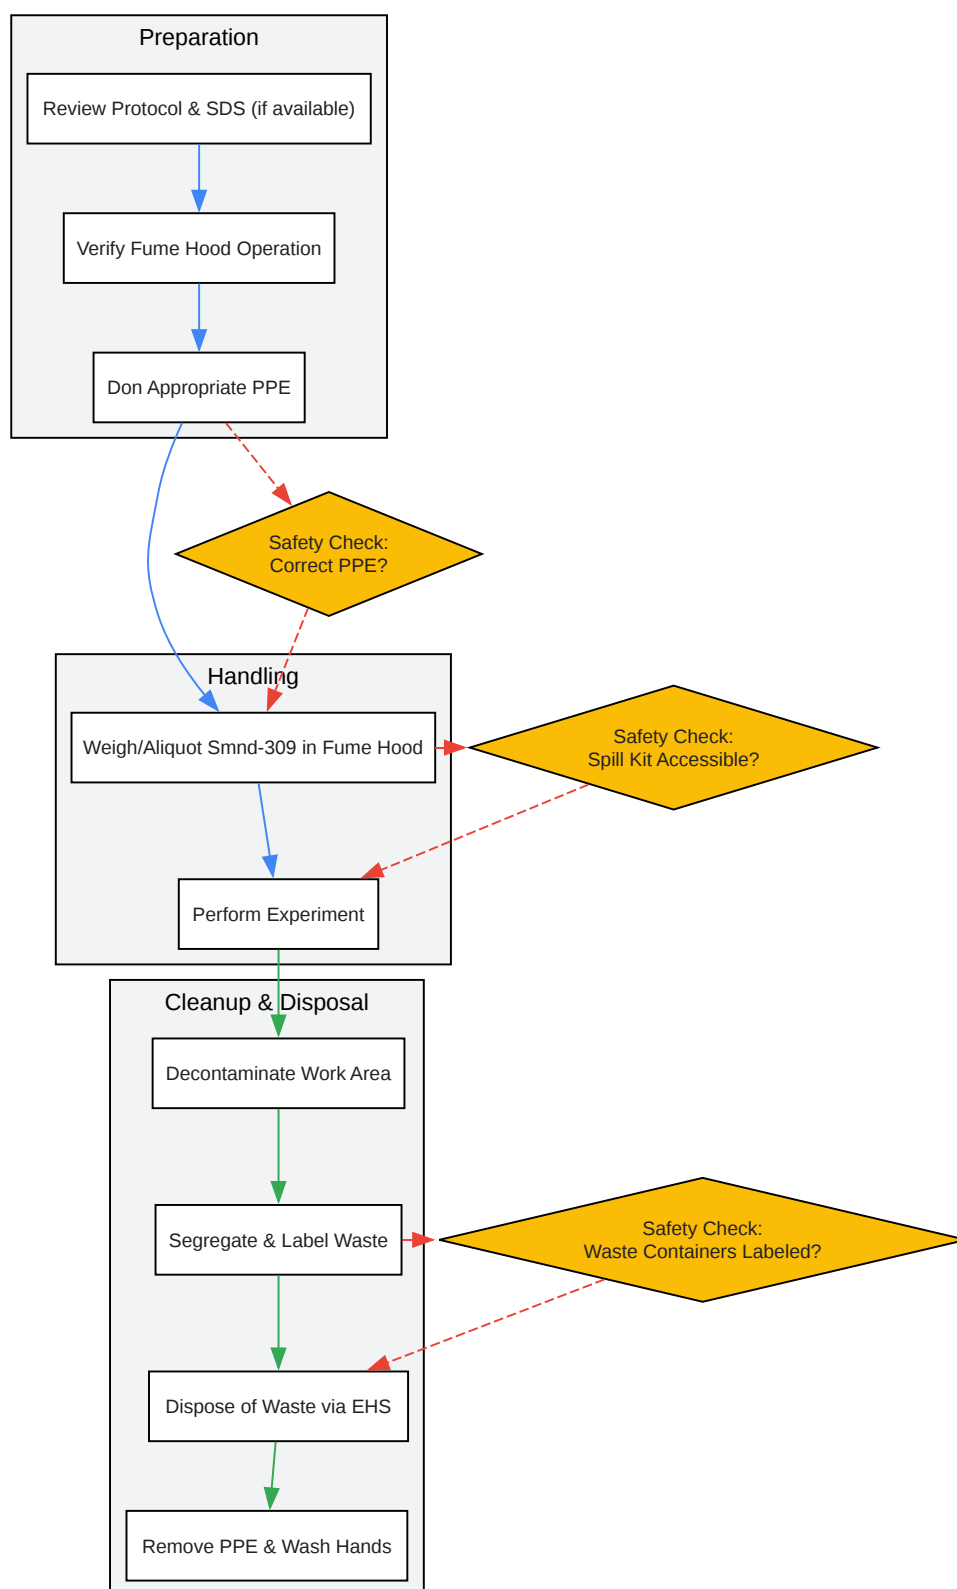 Preparation
Review Protocol & SDS (if available)
Verify Fume Hood Operation
Don Appropriate PPE
Safety Check:
Correct PPE?
Handling
Weigh/Aliquot Smnd-309 in Fume Hood
Safety Check:
Spill Kit Accessible?
Perform Experiment
Cleanup & Disposal
Decontaminate Work Area
Segregate & Label Waste
Safety Check:
Waste Containers Labeled?
Dispose of Waste via EHS
Remove PPE & Wash Hands